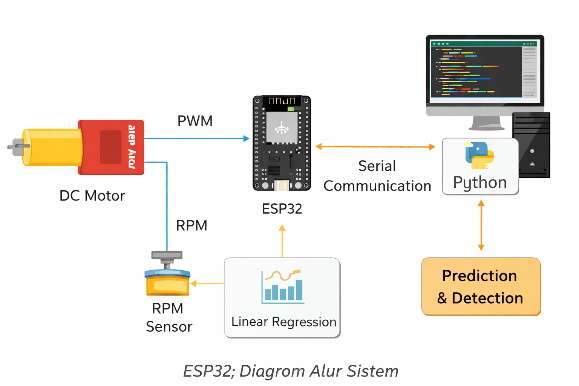 PWM
DC Motor
RPM
RPM
Sensor
ESP32
Linear Regression
Serial
Communication
Python
Prediction
& Detection
ESP32; Diagrom Alur Sistem